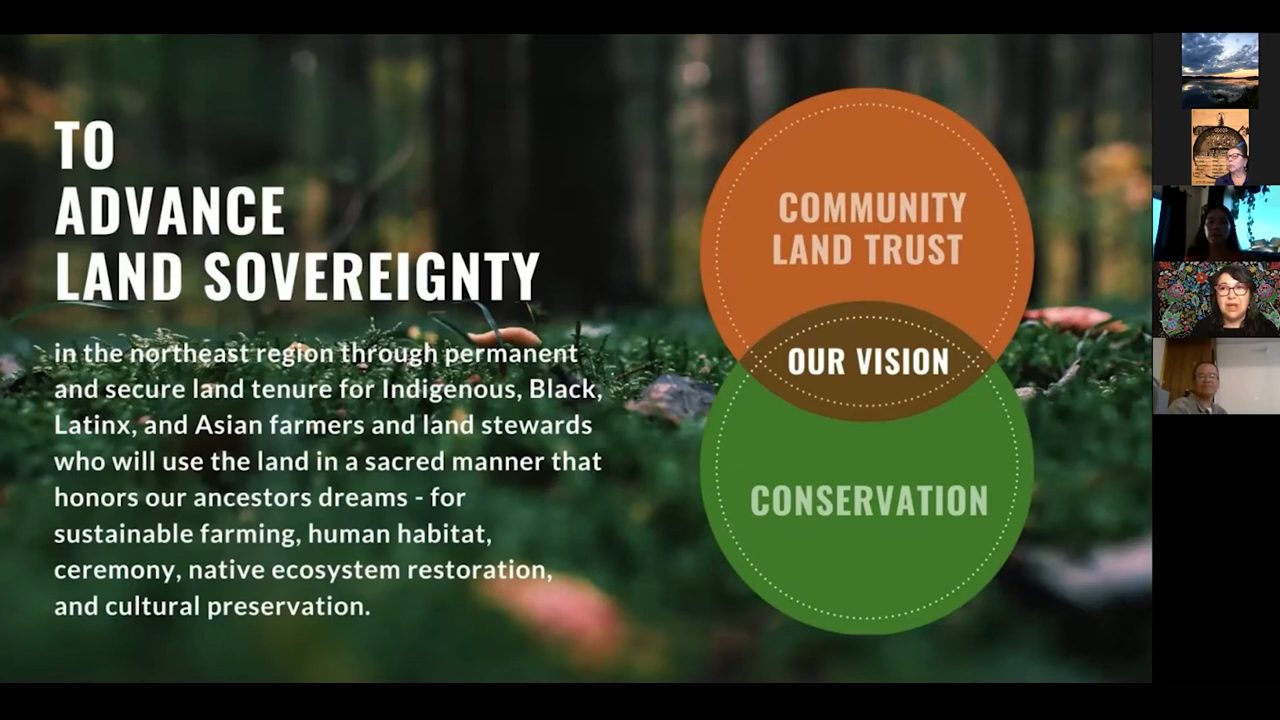 TO
ADVANCE
LAND SOVEREIGNTY
in the northeast region through permanent
and secure land tenure for Indigenous, Black,
Latinx, and Asian farmers and land stewards
who will use the land in a sacred manner that
honors our ancestors dreams - for
sustainable farming, human habitat,
ceremony, native ecosystem restoration,
and cultural preservation.
COMMUNITY
LAND TRUST
OUR VISION
CONSERVATION